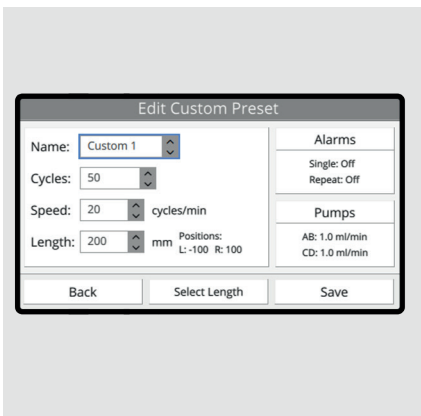 Edit Custom Preset
Name: Custom 1
Cycles: 50
Speed: 20 cycles/min
Length: 200 mm Positions:
L: -100 R: 100
Alarms
Single: Off
Repeat: Off
Pumps
AB: 1.0 ml/min
CD: 1.0 ml/min
Back Select Length Save